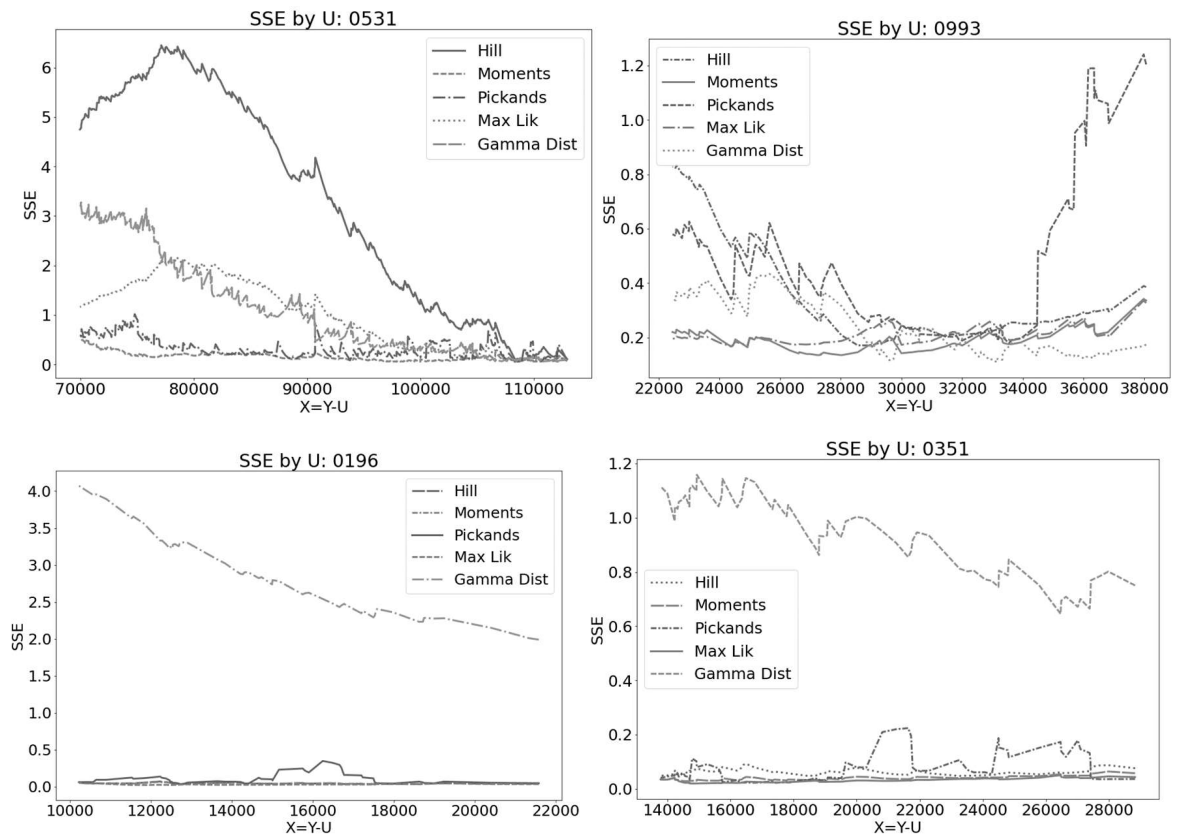 SSE by U: 0531
6
5
4
3
2
1
0
SSE
Hill
Moments
Pickands
Max Lik
Gamma Dist
70000 80000 90000 100000 110000
X=Y-U
SSE by U: 0993
1.2
1.0
0.8
0.6
0.4
0.2
SSE
Hill
Moments
Pickands
Max Lik
Gamma Dist
22000 24000 26000 28000 30000 32000 34000 36000 38000
X=Y-U
SSE by U: 0196
4.0
3.5
3.0
2.5
2.0
1.5
1.0
0.5
0.0
SSE
Hill
Moments
Pickands
Max Lik
Gamma Dist
10000 12000 14000 16000 18000 20000 22000
X=Y-U
SSE by U: 0351
1.2
1.0
0.8
0.6
0.4
0.2
0.0
SSE
Hill
Moments
Pickands
Max Lik
Gamma Dist
14000 16000 18000 20000 22000 24000 26000 28000
X=Y-U